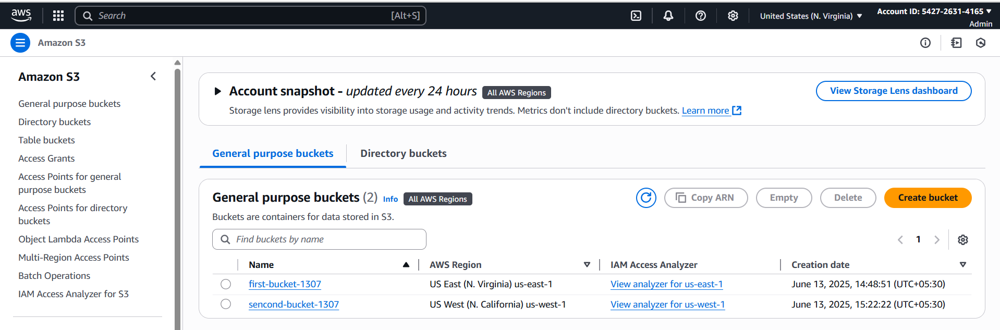 aws
Search [Alt+S]
United States (N. Virginia)
Account ID: 5427-2631-4165
Admin
Amazon S3
Amazon S3
General purpose buckets
Directory buckets
Table buckets
Access Grants
Access Points for general
purpose buckets
Access Points for directory
buckets
Object Lambda Access Points
Multi-Region Access Points
Batch Operations
IAM Access Analyzer for S3
Account snapshot - updated every 24 hours All AWS Regions
View Storage Lens dashboard
Storage lens provides visibility into storage usage and activity trends. Metrics don't include directory buckets. Learn more
General purpose buckets Directory buckets
General purpose buckets (2) Info All AWS Regions
Copy ARN Empty Delete Create bucket
Buckets are containers for data stored in S3.
Find buckets by name
1
Name AWS Region IAM Access Analyzer Creation date
first-bucket-1307 US East (N. Virginia) us-east-1 View analyzer for us-east-1 June 13, 2025, 14:48:51 (UTC+05:30)
sencond-bucket-1307 US West (N. California) us-west-1 View analyzer for us-west-1 June 13, 2025, 15:22:22 (UTC+05:30)